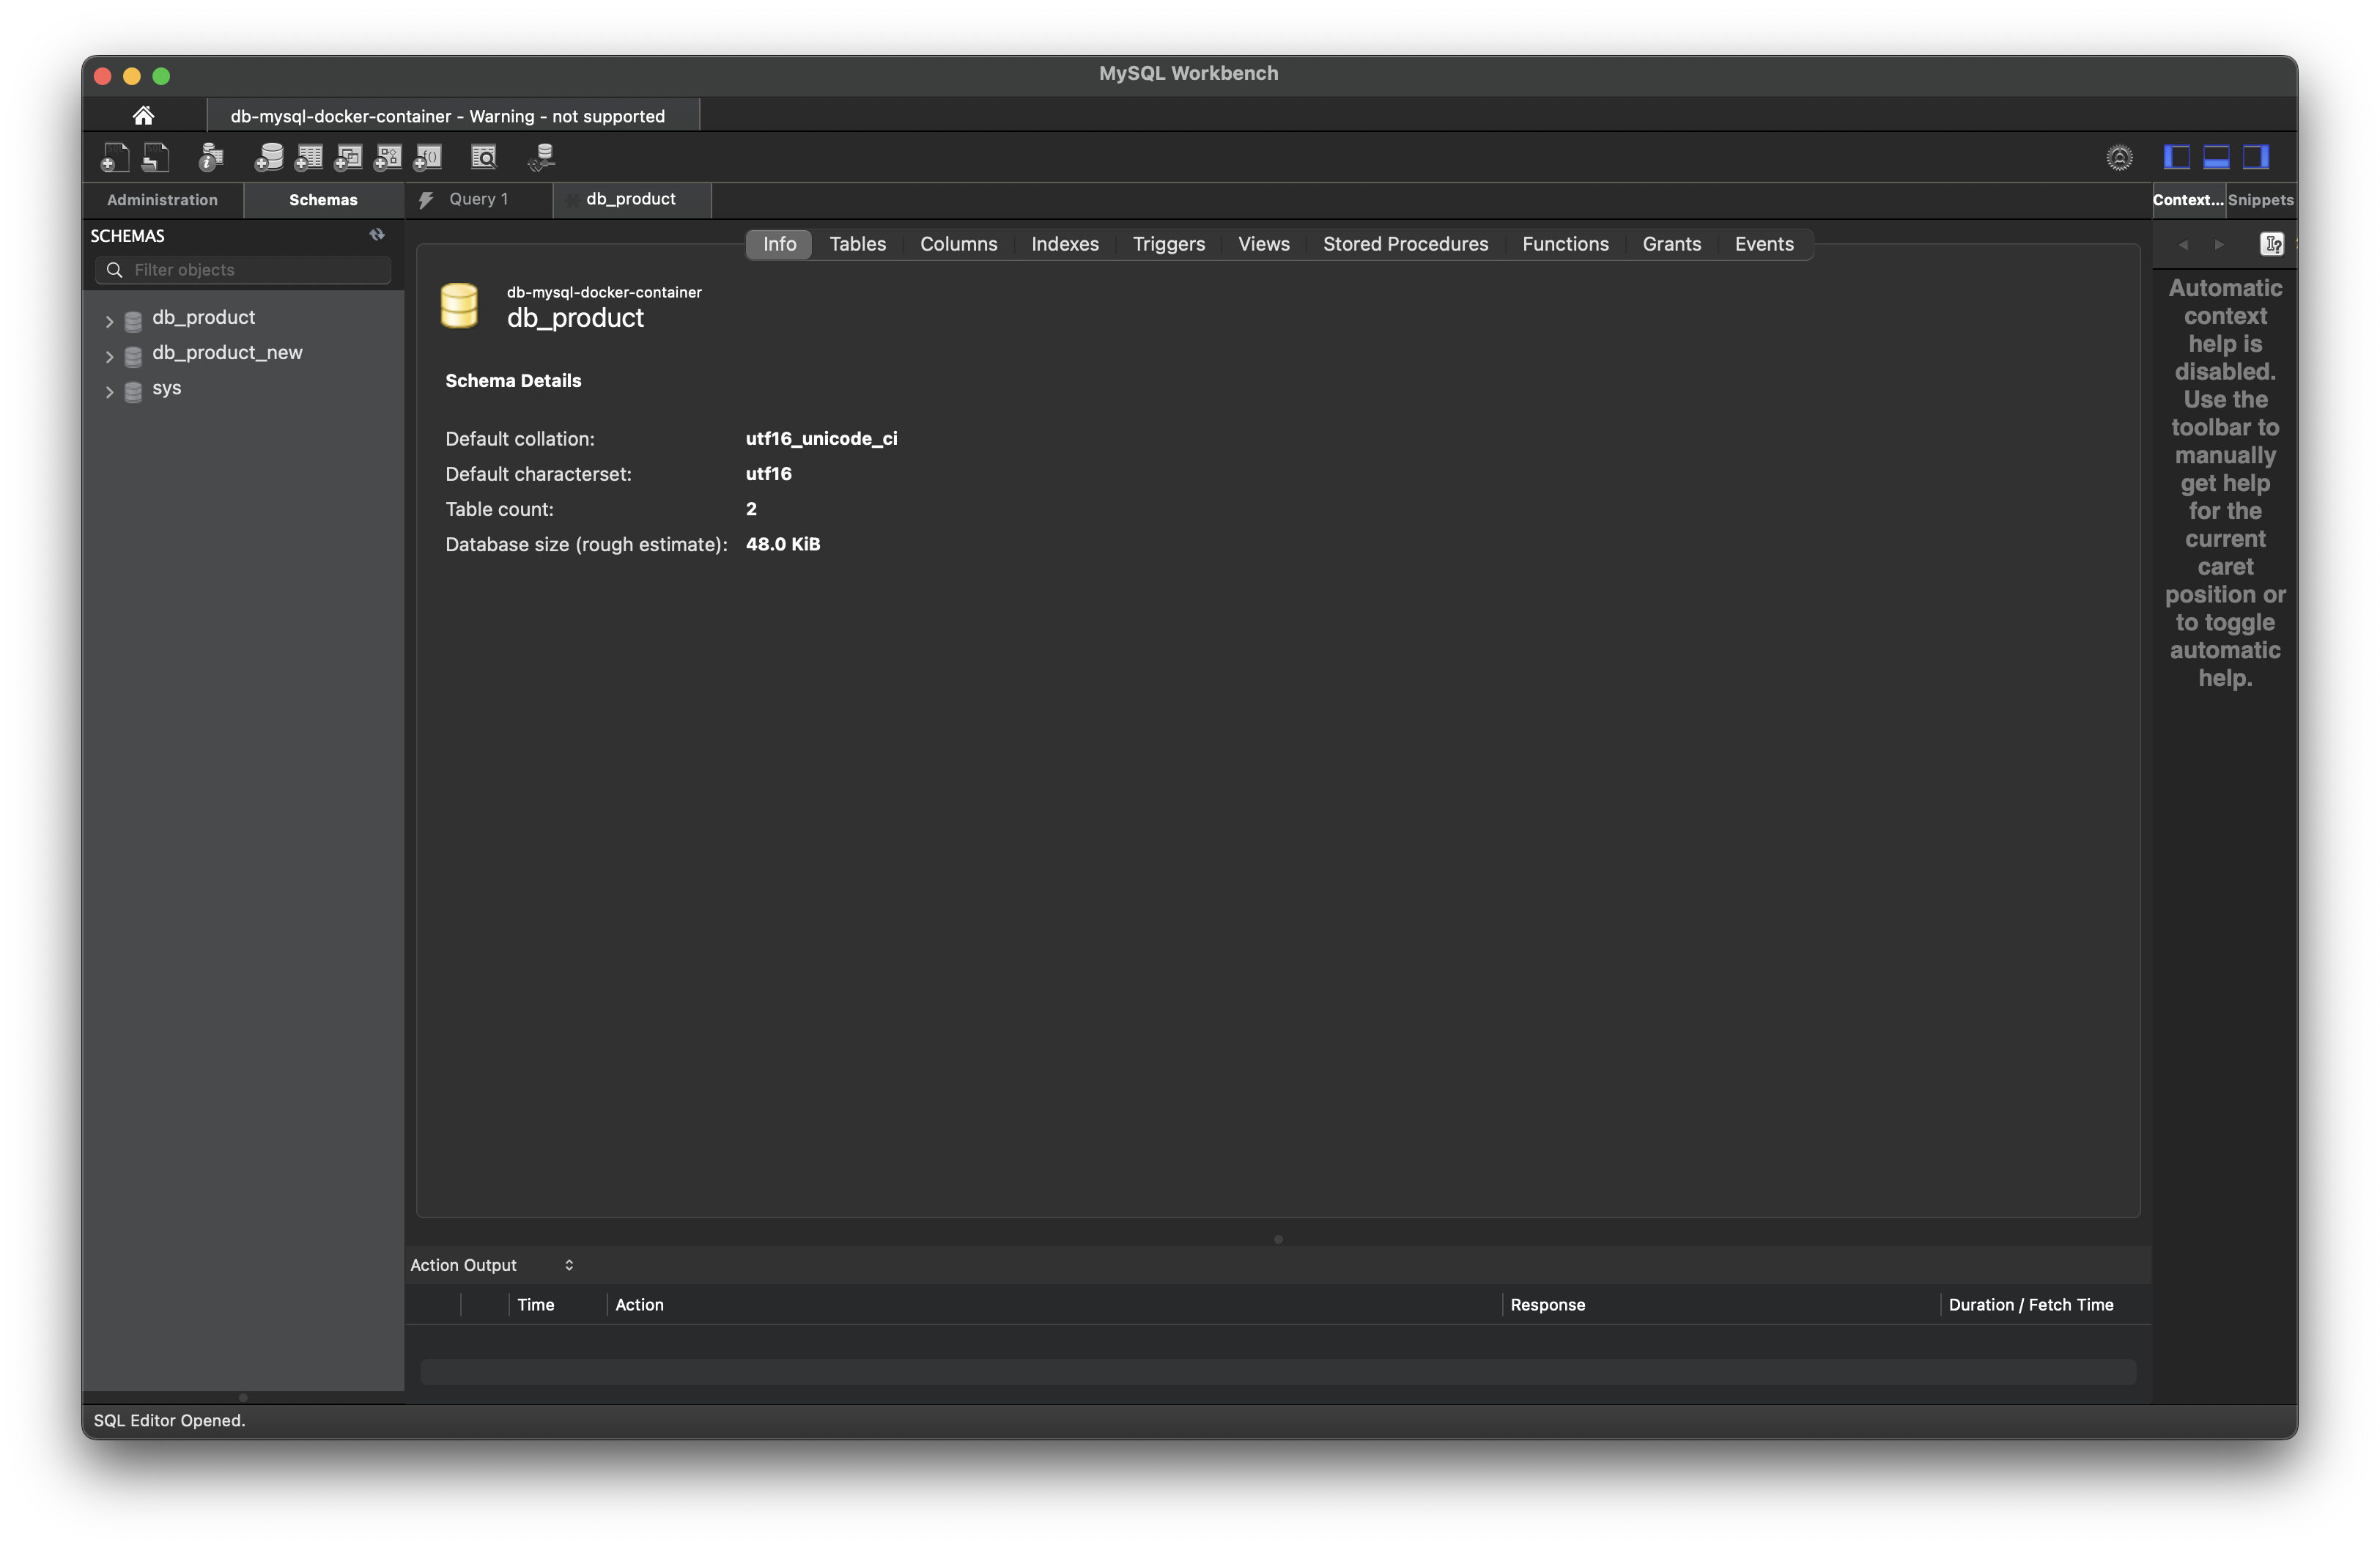 MySQL Workbench
db-mysql-docker-container - Warning - not supported
Administration
Schemas
Query 1
db_product
Context...
Snippets
SCHEMAS
Filter objects
db_product
db_product_new
sys
Info
Tables
Columns
Indexes
Triggers
Views
Stored Procedures
Functions
Grants
Events
db-mysql-docker-container
db_product
Schema Details
Default collation: utf16_unicode_ci
Default characterset: utf16
Table count: 2
Database size (rough estimate): 48.0 KiB
Automatic
context
help is
disabled.
Use the
toolbar to
manually
get help
for the
current
caret
position or
to toggle
automatic
help.
Action Output
Time
Action
Response
Duration / Fetch Time
SQL Editor Opened.